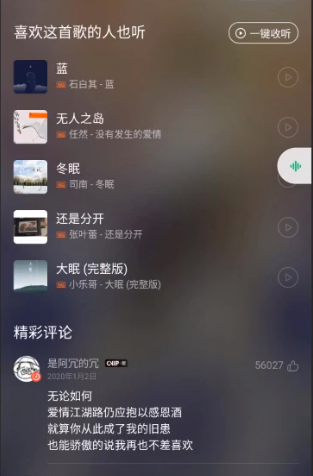 喜欢这首歌的人也听
一键收听
蓝
石白其 - 蓝
无人之岛
任然 - 没有发生的爱情
冬眠
司南 - 冬眠
还是分开
张叶蕾 - 还是分开
大眠 (完整版)
小乐哥 - 大眠 (完整版)
精彩评论
是阿冗的冗
56027
2020年1月2日
无论如何
爱情江湖路仍应抱以感恩酒
就算你从此成了我的旧患
也能骄傲的说我再也不差喜欢